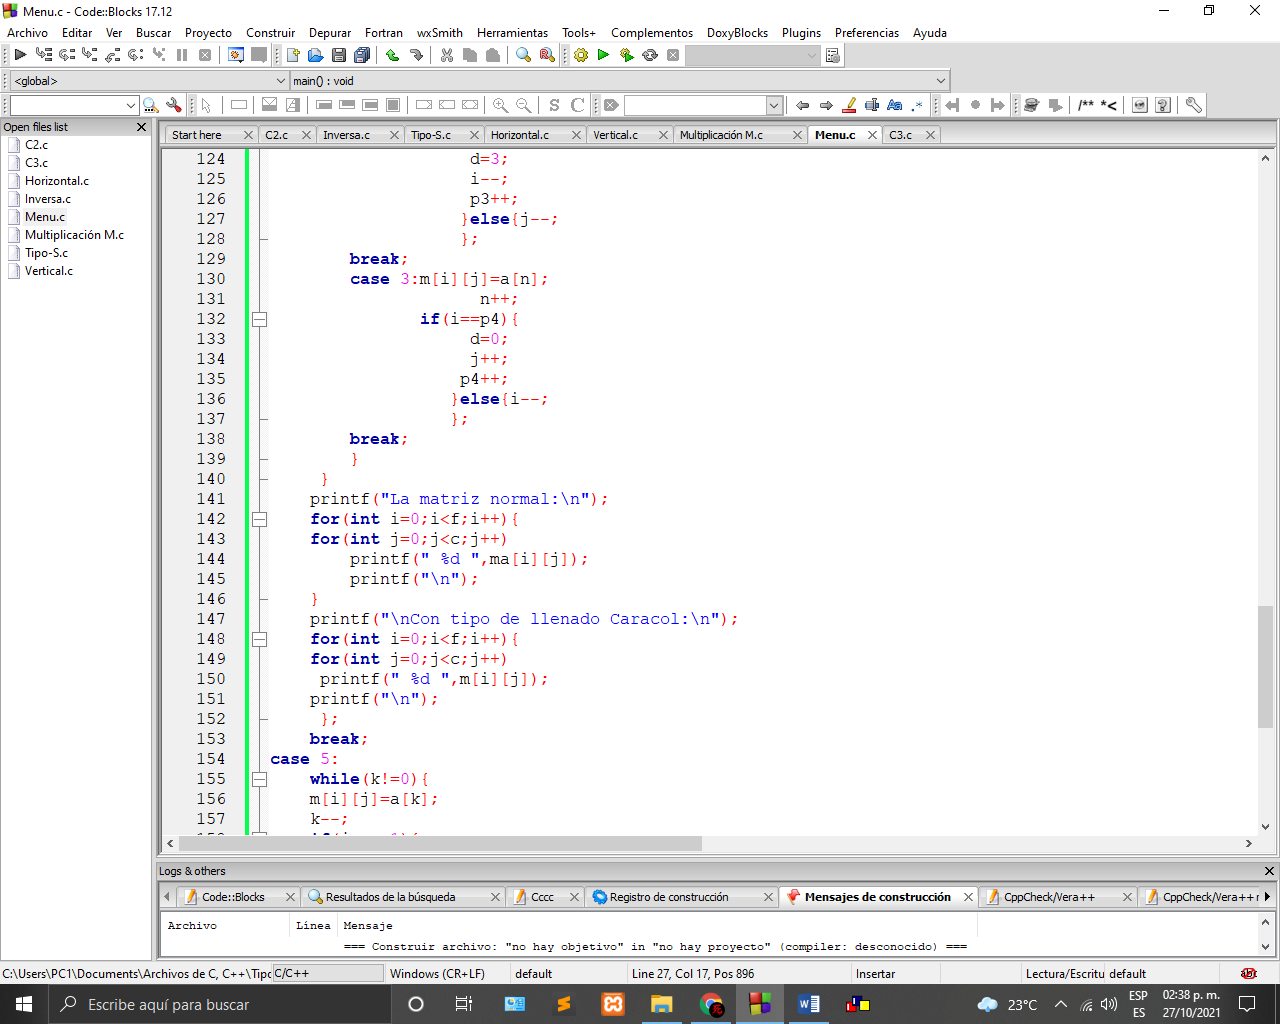 Menu.c - Code::Blocks 17.12
Archivo Editar Ver Buscar Proyecto Construir Depurar Fortran wxSmith Herramientas Tools+ Complementos DoxyBlocks Plugins Preferencias Ayuda
<global> main() : void
S C Aa .* /** *<
Open files list
Start here C2.c Inversa.c Tipo-S.c Horizontal.c Vertical.c Multiplicación M.c Menu.c C3.c
C2.c
C3.c
Horizontal.c
Inversa.c
Menu.c
Multiplicación M.c
Tipo-S.c
Vertical.c
124 d=3;
125 i--;
126 p3++;
127 }else{j--;
128 };
129 break;
130 case 3:m[i][j]=a[n];
131 n++;
132 if(i==p4){
133 d=0;
134 j++;
135 p4++;
136 }else{i--;
137 };
138 break;
139 }
140 }
141 printf("La matriz normal:\n");
142 for(int i=0;i<f;i++){
143 for(int j=0;j<c;j++)
144 printf(" %d ",ma[i][j]);
145 printf("\n");
146 }
147 printf("\nCon tipo de llenado Caracol:\n");
148 for(int i=0;i<f;i++){
149 for(int j=0;j<c;j++)
150 printf(" %d ",m[i][j]);
151 printf("\n");
152 };
153 break;
154 case 5:
155 while(k!=0){
156 m[i][j]=a[k];
157 k--;
Logs & others
Code::Blocks Resultados de la búsqueda Cccc Registro de construcción Mensajes de construcción CppCheck/Vera++ CppCheck/Vera++
Archivo Línea Mensaje
=== Construir archivo: "no hay objetivo" in "no hay proyecto" (compiler: desconocido) ===
C:\Users\PC1\Documents\Archivos de C, C++\Tipo C/C++ Windows (CR+LF) default Line 27, Col 17, Pos 896 Insertar Lectura/Escritu default
Escribe aquí para buscar
23°C
ESP
ES
02:38 p. m.
27/10/2021